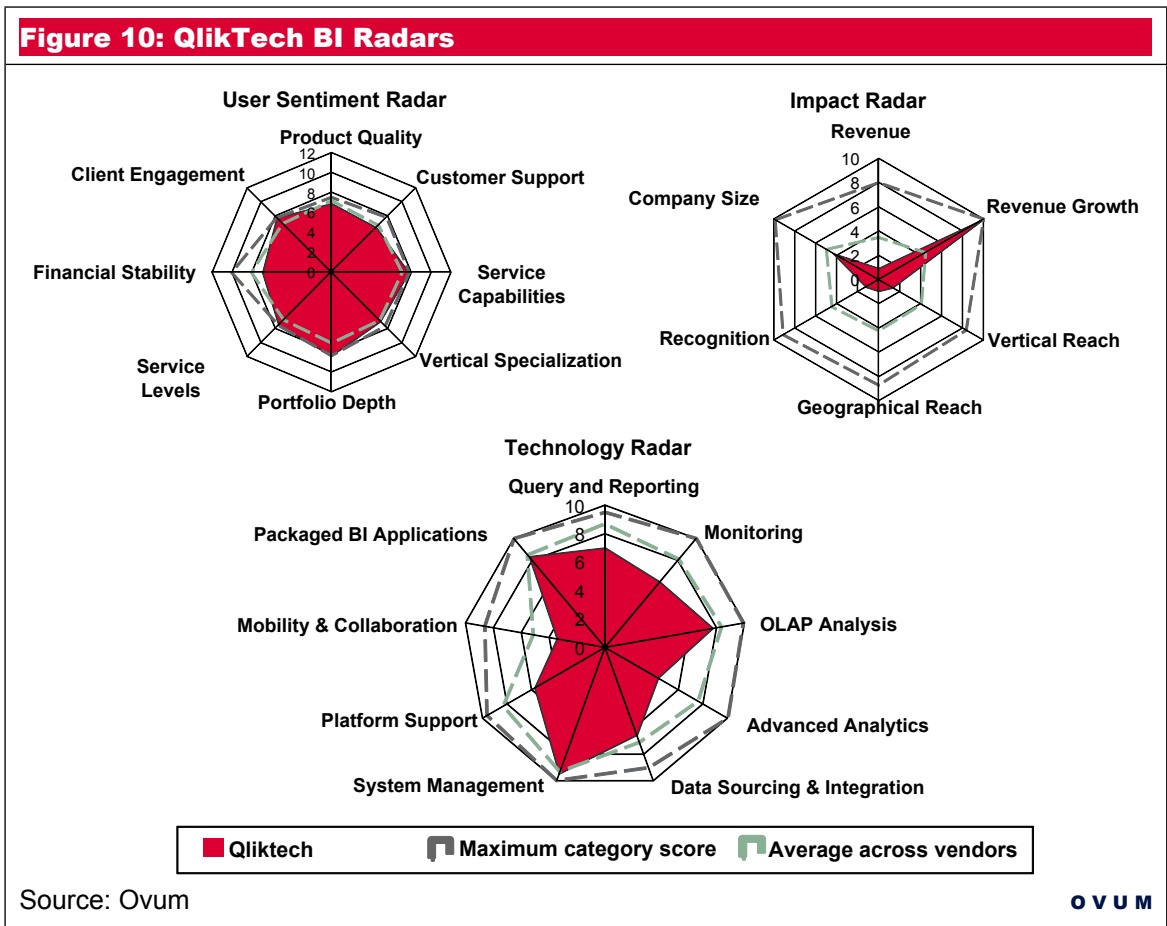 Figure 10: QlikTech BI Radars
User Sentiment Radar
Product Quality
Client Engagement
Customer Support
Financial Stability
Service
Capabilities
Service
Levels
Vertical Specialization
Portfolio Depth
12
10
8
6
4
2
0
Impact Radar
Revenue
Company Size
Revenue Growth
Recognition
Vertical Reach
Geographical Reach
10
8
6
4
2
0
Technology Radar
Query and Reporting
Packaged BI Applications
Monitoring
Mobility & Collaboration
OLAP Analysis
Platform Support
Advanced Analytics
System Management
Data Sourcing & Integration
10
8
6
4
2
0
Qliktech
Maximum category score
Average across vendors
Source: Ovum
OVUM